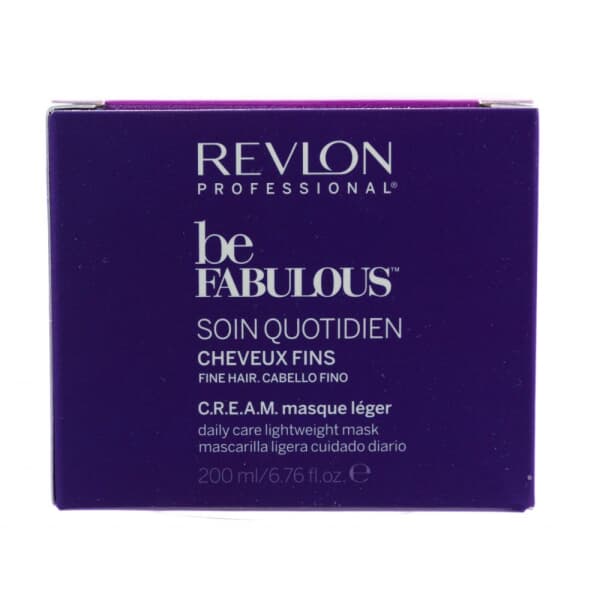 REVLON
PROFESSIONAL®
be
FABULOUS™
SOIN QUOTIDIEN
CHEVEUX FINS
FINE HAIR. CABELLO FINO
C.R.E.A.M. masque léger
daily care lightweight mask
mascarilla ligera cuidado diario
200 ml/6.76 fl.oz. ℮